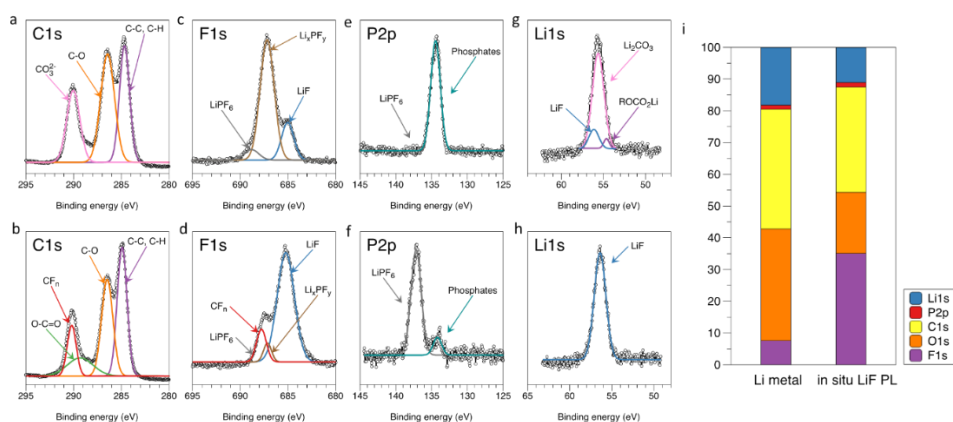 a
C1s
C-C, C-H
C-O
CO₃²⁻
295 290 285 280
Binding energy (eV)
c
F1s
LiₓPFᵧ
LiPF₆
LiF
695 690 685 680
Binding energy (eV)
e
P2p
Phosphates
LiPF₆
145 140 135 130 125
Binding energy (eV)
g
Li1s
Li₂CO₃
LiF
ROCO₂Li
60 55 50
Binding energy (eV)
b
C1s
C-C, C-H
C-O
CFₙ
O-C=O
295 290 285 280
Binding energy (eV)
d
F1s
LiF
LiₓPFᵧ
CFₙ
LiPF₆
695 690 685 680
Binding energy (eV)
f
P2p
LiPF₆
Phosphates
145 140 135 130 125
Binding energy (eV)
h
Li1s
LiF
65 60 55 50
Binding energy (eV)
i
100
90
80
70
60
50
40
30
20
10
0
Li metal in situ LiF PL
Li1s
P2p
C1s
O1s
F1s